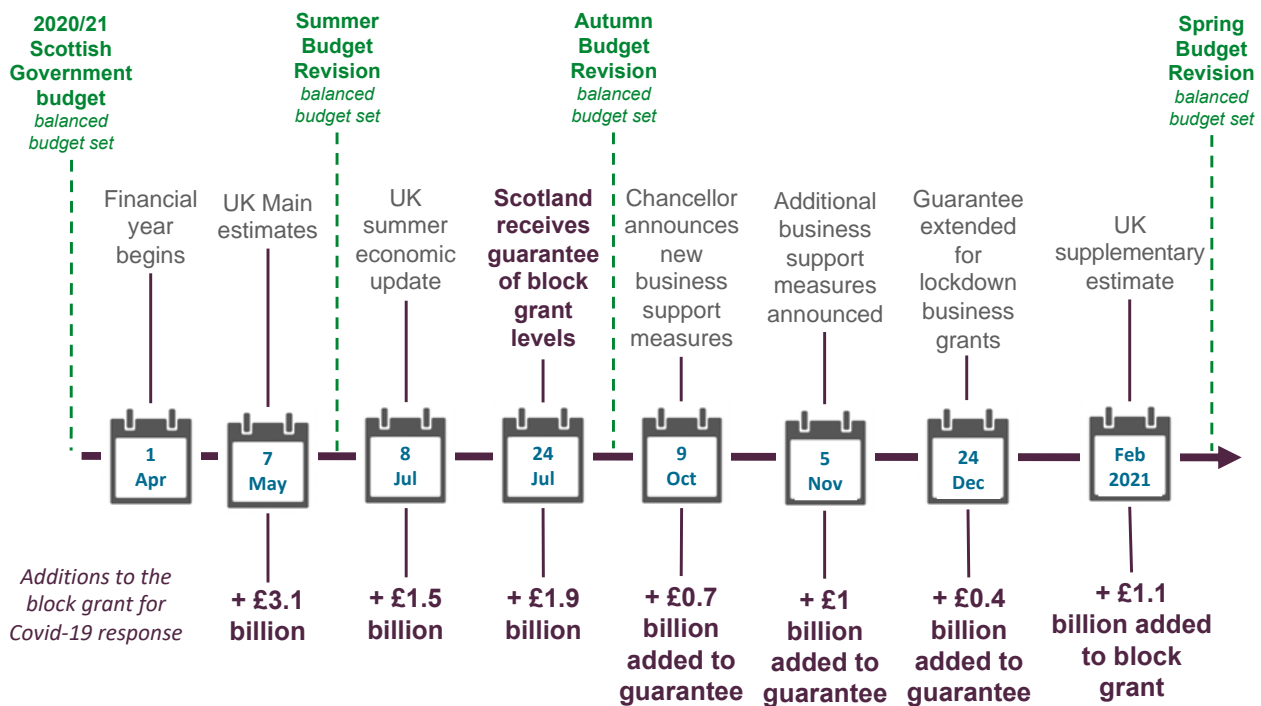 2020/21
Scottish
Government
budget
balanced
budget set
Summer
Budget
Revision
balanced
budget set
Autumn
Budget
Revision
balanced
budget set
Spring
Budget
Revision
balanced
budget set
Financial
year
begins
UK Main
estimates
UK
summer
economic
update
Scotland
receives
guarantee
of block
grant
levels
Chancellor
announces
new
business
support
measures
Additional
business
support
measures
announced
Guarantee
extended
for
lockdown
business
grants
UK
supplementary
estimate
1
Apr
7
May
8
Jul
24
Jul
9
Oct
5
Nov
24
Dec
Feb
2021
Additions to the
block grant for
Covid-19 response
+ £3.1
billion
+ £1.5
billion
+ £1.9
billion
+ £0.7
billion
added to
guarantee
+ £1
billion
added to
guarantee
+ £0.4
billion
added to
guarantee
+ £1.1
billion added
to block
grant